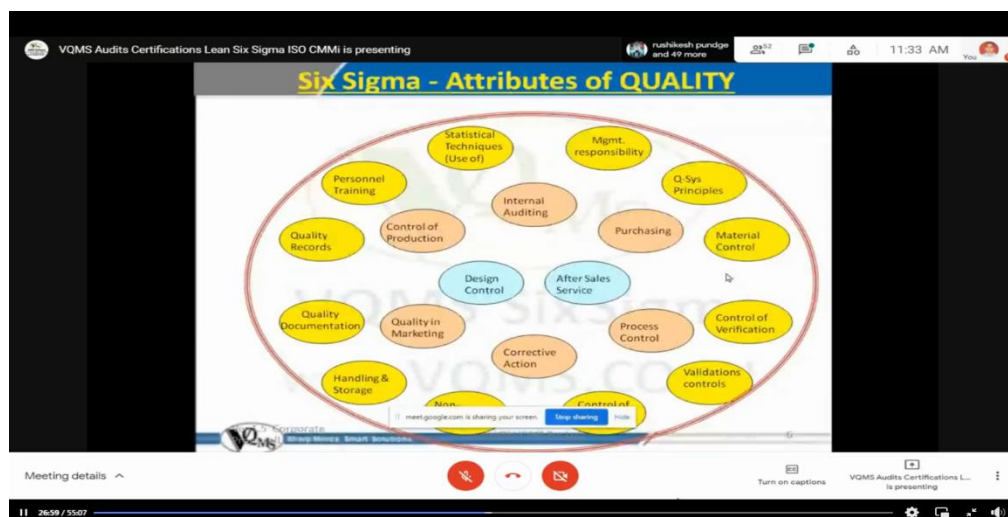 VQMS Audits Certifications Lean Six Sigma ISO CMMi is presenting
rushikesh pundge
and 49 more
52
11:33 AM
You
Six Sigma - Attributes of QUALITY
Statistical
Techniques
(Use of)
Mgmt.
responsibility
Personnel
Training
Q-Sys
Principles
Internal
Auditing
Quality
Records
Control of
Production
Purchasing
Material
Control
Design
Control
After Sales
Service
Quality
Documentation
Quality in
Marketing
Process
Control
Control of
Verification
Corrective
Action
Handling &
Storage
Validations
controls
Non-
Control of
meet.google.com is sharing your screen.
Stop sharing
Hide
Corporate
VQMS
Sharp Minds. Smart Solutions
6
Meeting details
Turn on captions
VQMS Audits Certifications L...
is presenting
26:59 / 55:07